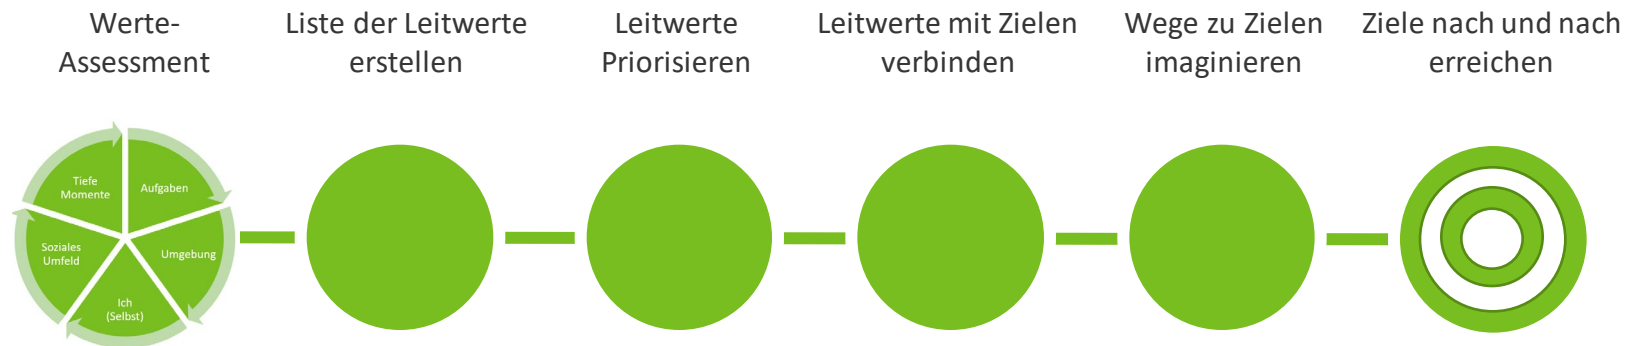 Werte-
Assessment
Liste der Leitwerte
erstellen
Leitwerte
Priorisieren
Leitwerte mit Zielen
verbinden
Wege zu Zielen
imaginieren
Ziele nach und nach
erreichen
Tiefe
Momente
Aufgaben
Soziales
Umfeld
Umgebung
Ich
(Selbst)